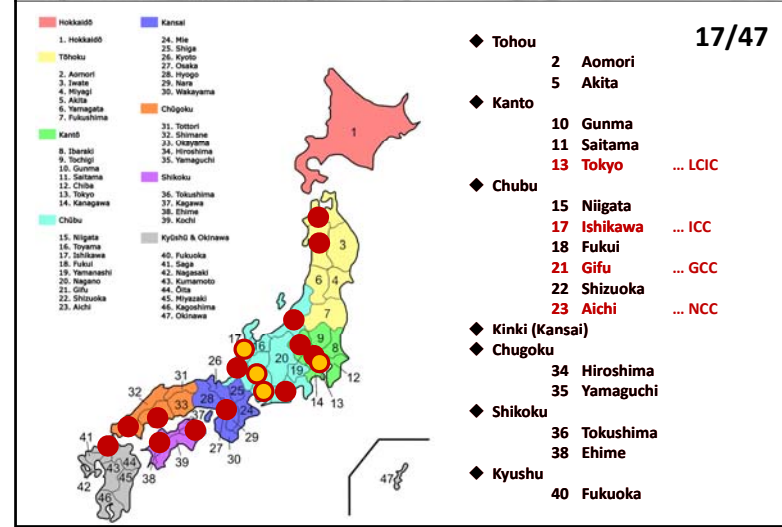 Hokkaidō
1. Hokkaidō
Tōhoku
2. Aomori
3. Iwate
4. Miyagi
5. Akita
6. Yamagata
7. Fukushima
Kantō
8. Ibaraki
9. Tochigi
10. Gunma
11. Saitama
12. Chiba
13. Tokyo
14. Kanagawa
Chūbu
15. Niigata
16. Toyama
17. Ishikawa
18. Fukui
19. Yamanashi
20. Nagano
21. Gifu
22. Shizuoka
23. Aichi
Kansai
24. Mie
25. Shiga
26. Kyoto
27. Osaka
28. Hyogo
29. Nara
30. Wakayama
Chūgoku
31. Tottori
32. Shimane
33. Okayama
34. Hiroshima
35. Yamaguchi
Shikoku
36. Tokushima
37. Kagawa
38. Ehime
39. Kochi
Kyūshū & Okinawa
40. Fukuoka
41. Saga
42. Nagasaki
43. Kumamoto
44. Ōita
45. Miyazaki
46. Kagoshima
47. Okinawa
1
3
6 4
7
17
16
9
8
20
19
26
25
31
32
33
28
24
14 13
12
37
29
27
30
39
38
41
42
43
44
45
46
47
17/47
◆ Tohou
2 Aomori
5 Akita
◆ Kanto
10 Gunma
11 Saitama
13 Tokyo ... LCIC
◆ Chubu
15 Niigata
17 Ishikawa ... ICC
18 Fukui
21 Gifu ... GCC
22 Shizuoka
23 Aichi ... NCC
◆ Kinki (Kansai)
◆ Chugoku
34 Hiroshima
35 Yamaguchi
◆ Shikoku
36 Tokushima
38 Ehime
◆ Kyushu
40 Fukuoka